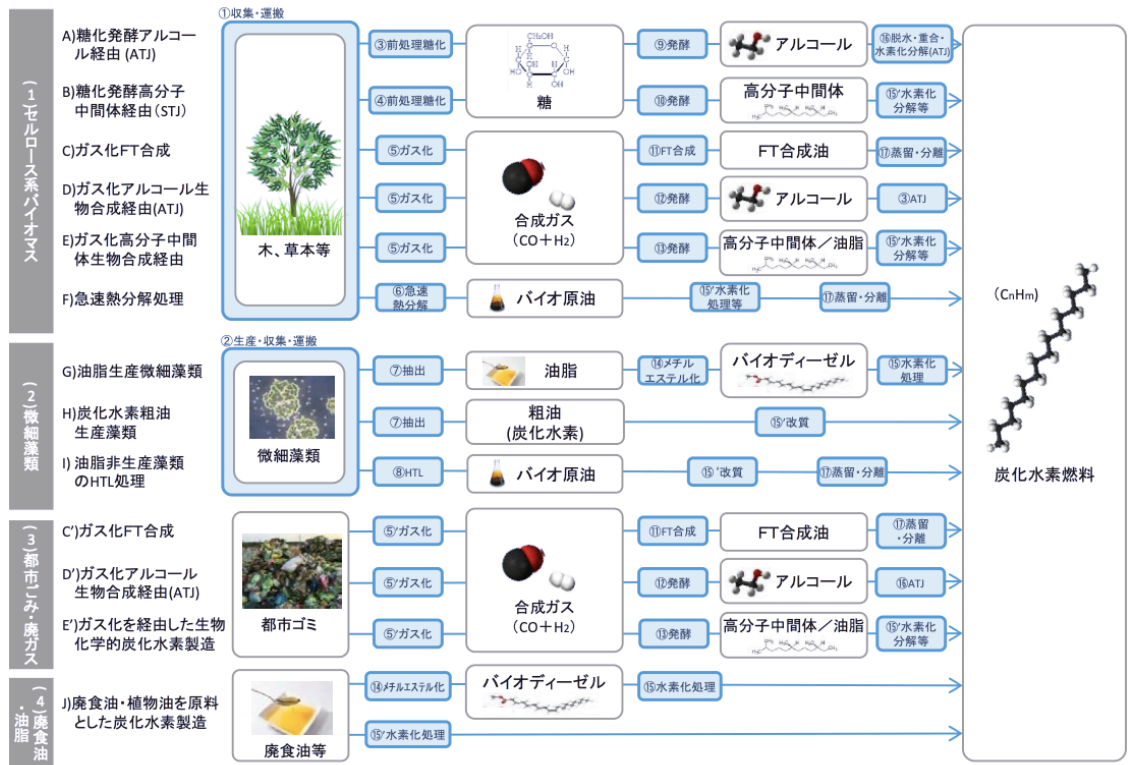 (1)セルロース系バイオマス
①収集・運搬
A)糖化発酵アルコー
ル経由(ATJ)
③前処理糖化
糖
⑨発酵
アルコール
⑯脱水・重合・
水素化分解(ATJ)
B)糖化発酵高分子
中間体経由(STJ)
④前処理糖化
⑩発酵
高分子中間体
⑮'水素化
分解等
C)ガス化FT合成
⑤ガス化
⑪FT合成
FT合成油
⑰蒸留・分離
D)ガス化アルコール生
物合成経由(ATJ)
⑤ガス化
合成ガス
(CO+H2)
⑫発酵
アルコール
③ATJ
E)ガス化高分子中間
体生物合成経由
木、草本等
⑤ガス化
⑬発酵
高分子中間体/油脂
⑮'水素化
分解等
F)急速熱分解処理
⑥急速
熱分解
バイオ原油
⑮'水素化
処理等
⑰蒸留・分離
(2)微細藻類
②生産・収集・運搬
G)油脂生産微細藻類
⑦抽出
油脂
⑭メチル
エステル化
バイオディーゼル
⑮水素化
処理
H)炭化水素粗油
生産藻類
微細藻類
⑦抽出
粗油
(炭化水素)
⑮'改質
I)油脂非生産藻類
のHTL処理
⑧HTL
バイオ原油
⑮'改質
⑰蒸留・分離
(3)都市ごみ・廃ガス
C')ガス化FT合成
⑤'ガス化
⑪FT合成
FT合成油
⑰蒸留
・分離
D')ガス化アルコール
生物合成経由(ATJ)
都市ゴミ
⑤'ガス化
合成ガス
(CO+H2)
⑫発酵
アルコール
⑯ATJ
E')ガス化を経由した生物
化学的炭化水素製造
⑤'ガス化
⑬発酵
高分子中間体/油脂
⑮'水素化
分解等
(4)廃食油
・油脂
J)廃食油・植物油を原料
とした炭化水素製造
廃食油等
⑭メチルエステル化
バイオディーゼル
⑮水素化処理
⑮'水素化処理
(CnHm)
炭化水素燃料